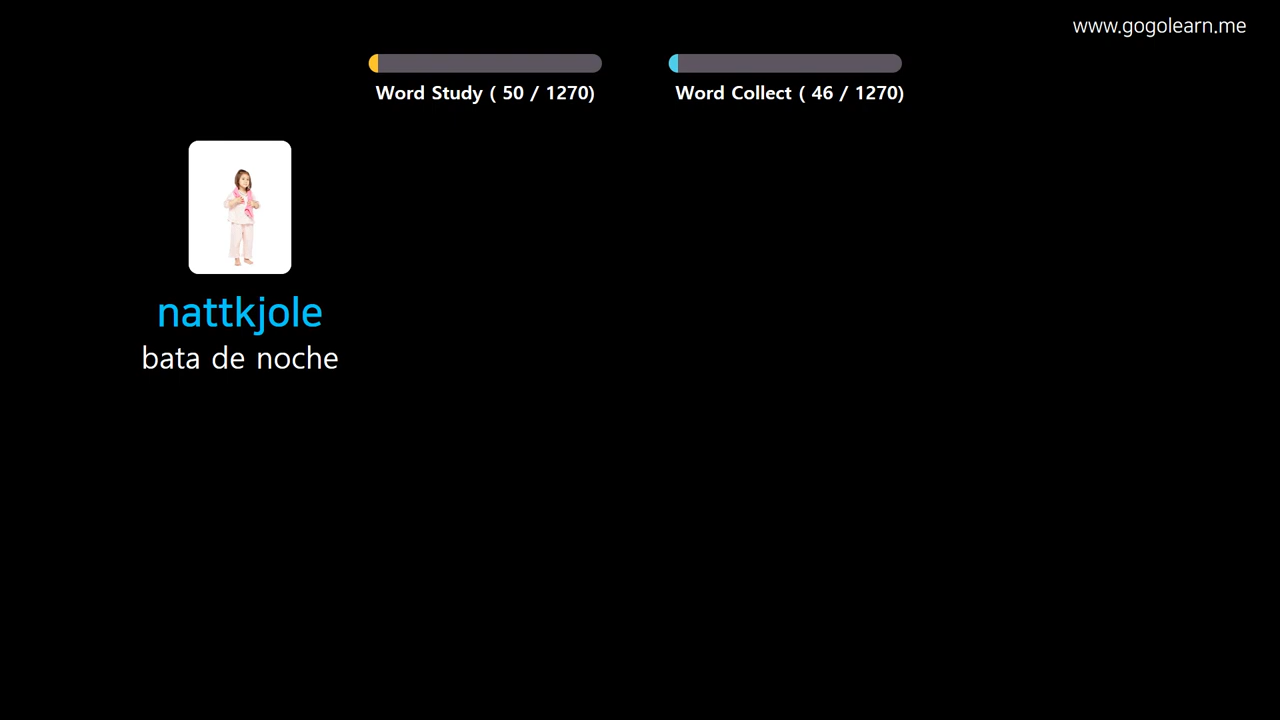 www.gogolearn.me
Word Study ( 50 / 1270)
Word Collect ( 46 / 1270)
nattkjole
bata de noche